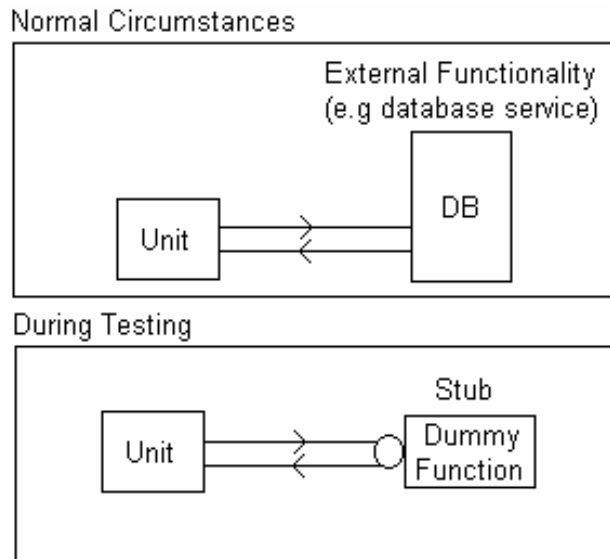 Normal Circumstances
External Functionality
(e.g database service)
Unit
DB
During Testing
Stub
Unit
Dummy
Function